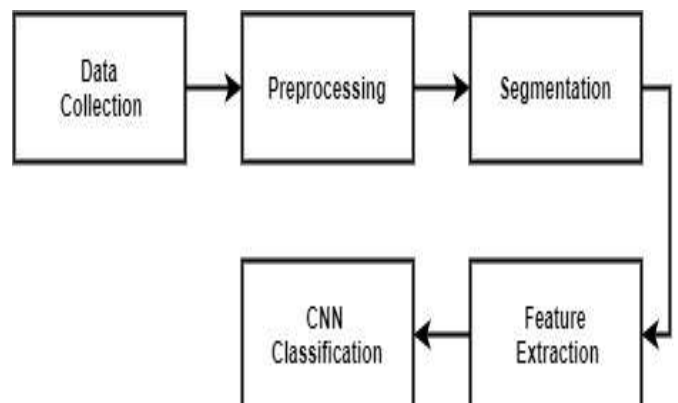 Data
Collection
Preprocessing
Segmentation
Feature
Extraction
CNN
Classification